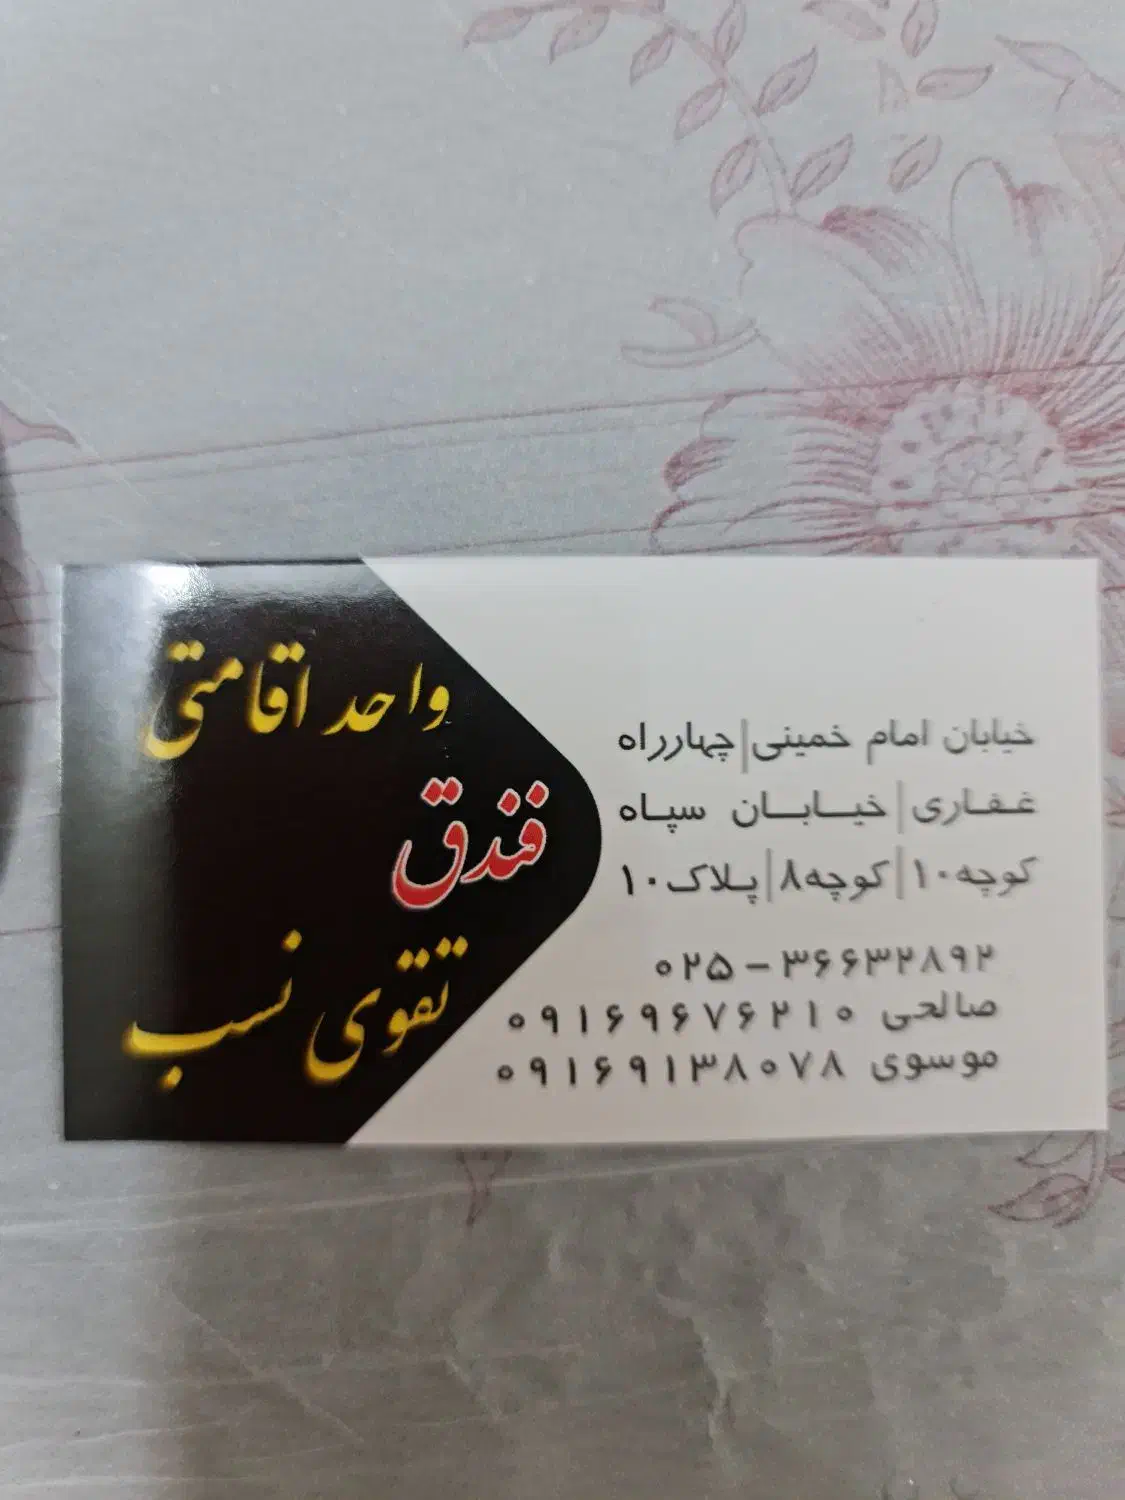 واحد اقامتی
فندق
تقوی نسب
خیابان امام خمینی|چهارراه
غفاری|خیابان سپاه
کوچه۱۰|کوچه۸|پلاک۱۰
۰۲۵-۳۶۶۳۲۸۹۲
صالحی ۰۹۱۶۹۶۷۶۲۱۰
موسوی ۰۹۱۶۹۱۳۸۰۷۸